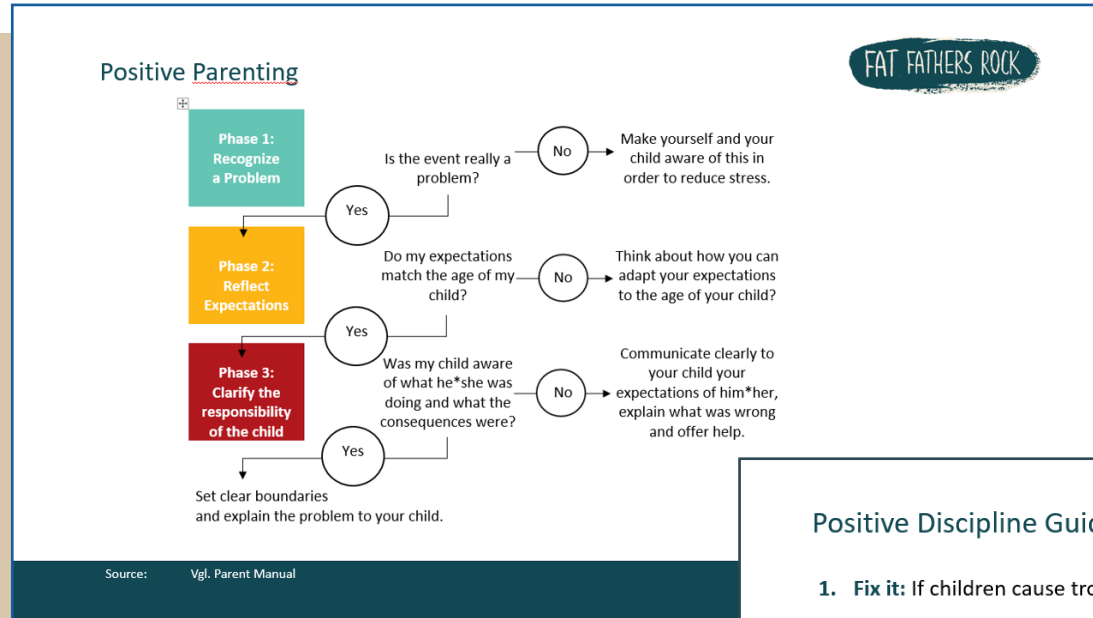 FAT FATHERS ROCK
Positive Parenting
Phase 1:
Recognize
a Problem
Is the event really a
problem?
No
Make yourself and your
child aware of this in
order to reduce stress.
Yes
Phase 2:
Reflect
Expectations
Do my expectations
match the age of my
child?
No
Think about how you can
adapt your expectations
to the age of your child?
Yes
Phase 3:
Clarify the
responsibility
of the child
Was my child aware
of what he*she was
doing and what the
consequences were?
No
Communicate clearly to
your child your
expectations of him*her,
explain what was wrong
and offer help.
Yes
Set clear boundaries
and explain the problem to your child.
Source: Vgl. Parent Manual
Positive Discipline
1. Fix it: If children cause